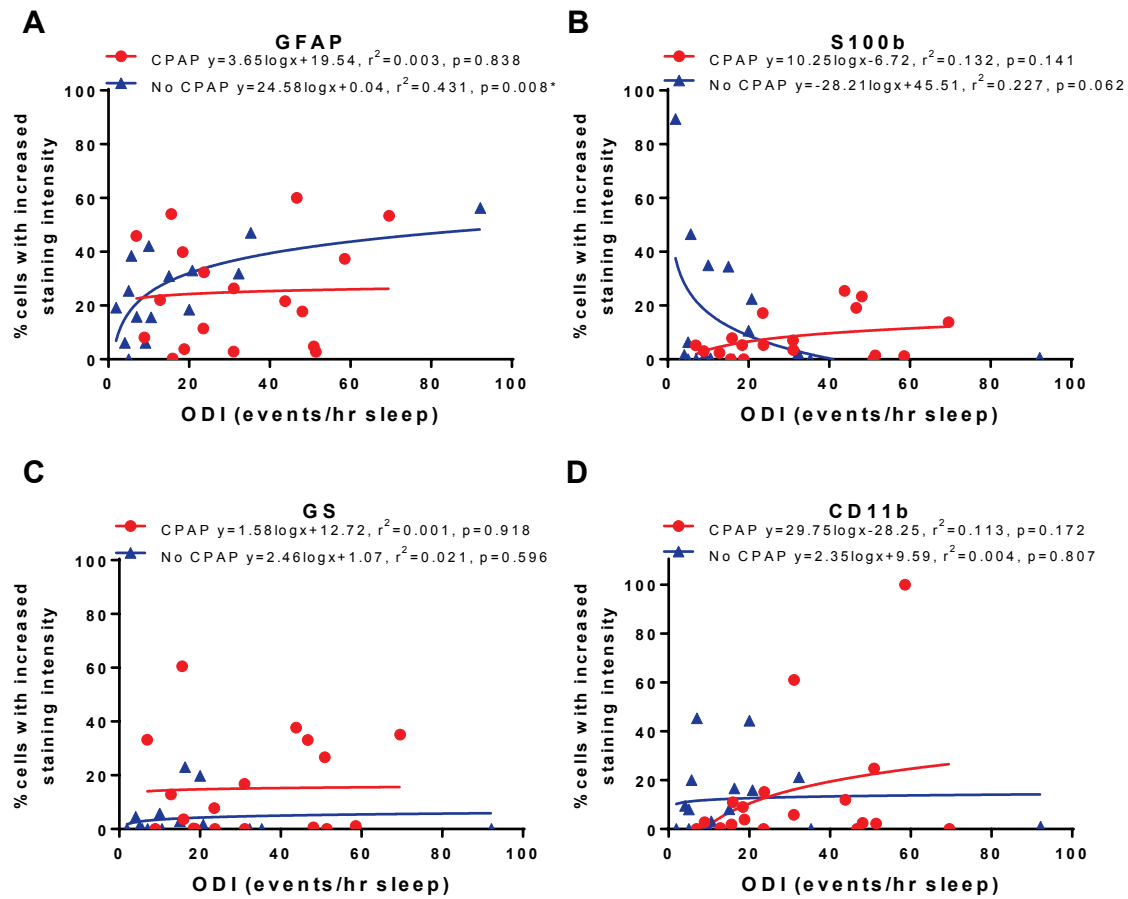 A
GFAP
CPAP y=3.65logx+19.54, r²=0.003, p=0.838
No CPAP y=24.58logx+0.04, r²=0.431, p=0.008*
% cells with increased
staining intensity
100
80
60
40
20
0
0 20 40 60 80 100
ODI (events/hr sleep)
B
S100b
CPAP y=10.25logx-6.72, r²=0.132, p=0.141
No CPAP y=-28.21logx+45.51, r²=0.227, p=0.062
% cells with increased
staining intensity
100
80
60
40
20
0
0 20 40 60 80 100
ODI (events/hr sleep)
C
GS
CPAP y=1.58logx+12.72, r²=0.001, p=0.918
No CPAP y=2.46logx+1.07, r²=0.021, p=0.596
% cells with increased
staining intensity
100
80
60
40
20
0
0 20 40 60 80 100
ODI (events/hr sleep)
D
CD11b
CPAP y=29.75logx-28.25, r²=0.113, p=0.172
No CPAP y=2.35logx+9.59, r²=0.004, p=0.807
% cells with increased
staining intensity
100
80
60
40
20
0
0 20 40 60 80 100
ODI (events/hr sleep)